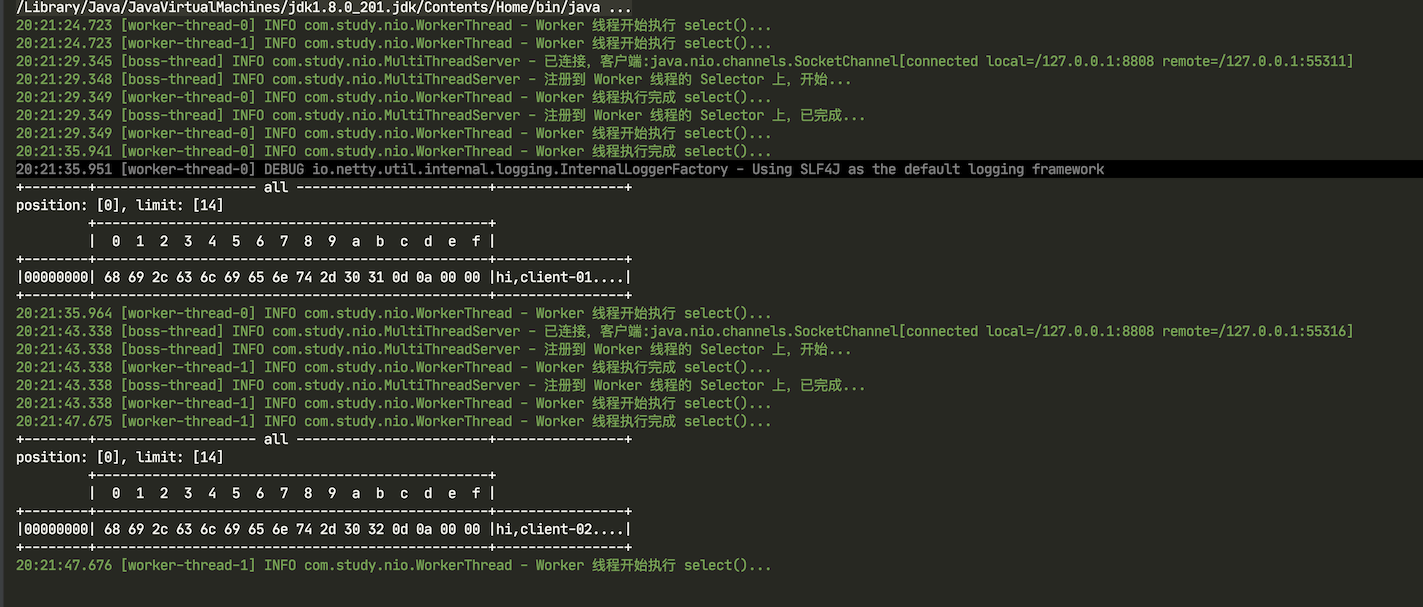 /Library/Java/JavaVirtualMachines/jdk1.8.0_201.jdk/Contents/Home/bin/java ...
20:21:24.723 [worker-thread-0] INFO com.study.nio.WorkerThread - Worker 线程开始执行 select()...
20:21:24.723 [worker-thread-1] INFO com.study.nio.WorkerThread - Worker 线程开始执行 select()...
20:21:29.345 [boss-thread] INFO com.study.nio.MultiThreadServer - 已连接, 客户端:java.nio.channels.SocketChannel[connected local=/127.0.0.1:8808 remote=/127.0.0.1:55311]
20:21:29.348 [boss-thread] INFO com.study.nio.MultiThreadServer - 注册到 Worker 线程的 Selector 上, 开始...
20:21:29.349 [worker-thread-0] INFO com.study.nio.WorkerThread - Worker 线程执行完成 select()...
20:21:29.349 [boss-thread] INFO com.study.nio.MultiThreadServer - 注册到 Worker 线程的 Selector 上, 已完成...
20:21:29.349 [worker-thread-0] INFO com.study.nio.WorkerThread - Worker 线程开始执行 select()...
20:21:35.941 [worker-thread-0] INFO com.study.nio.WorkerThread - Worker 线程执行完成 select()...
20:21:35.951 [worker-thread-0] DEBUG io.netty.util.internal.logging.InternalLoggerFactory - Using SLF4J as the default logging framework
+--------+-------------------- all ------------------------+----------------+
position: [0], limit: [14]
         +-------------------------------------------------+
         |  0  1  2  3  4  5  6  7  8  9  a  b  c  d  e  f |
+--------+-------------------------------------------------+----------------+
|00000000| 68 69 2c 63 6c 69 65 6e 74 2d 30 31 0d 0a 00 00 |hi,client-01....|
+--------+-------------------------------------------------+----------------+
20:21:35.964 [worker-thread-0] INFO com.study.nio.WorkerThread - Worker 线程开始执行 select()...
20:21:43.338 [boss-thread] INFO com.study.nio.MultiThreadServer - 已连接, 客户端:java.nio.channels.SocketChannel[connected local=/127.0.0.1:8808 remote=/127.0.0.1:55316]
20:21:43.338 [boss-thread] INFO com.study.nio.MultiThreadServer - 注册到 Worker 线程的 Selector 上, 开始...
20:21:43.338 [worker-thread-1] INFO com.study.nio.WorkerThread - Worker 线程执行完成 select()...
20:21:43.338 [boss-thread] INFO com.study.nio.MultiThreadServer - 注册到 Worker 线程的 Selector 上, 已完成...
20:21:43.338 [worker-thread-1] INFO com.study.nio.WorkerThread - Worker 线程开始执行 select()...
20:21:47.675 [worker-thread-1] INFO com.study.nio.WorkerThread - Worker 线程执行完成 select()...
+--------+-------------------- all ------------------------+----------------+
position: [0], limit: [14]
         +-------------------------------------------------+
         |  0  1  2  3  4  5  6  7  8  9  a  b  c  d  e  f |
+--------+-------------------------------------------------+----------------+
|00000000| 68 69 2c 63 6c 69 65 6e 74 2d 30 32 0d 0a 00 00 |hi,client-02....|
+--------+-------------------------------------------------+----------------+
20:21:47.676 [worker-thread-1] INFO com.study.nio.WorkerThread - Worker 线程开始执行 select()...